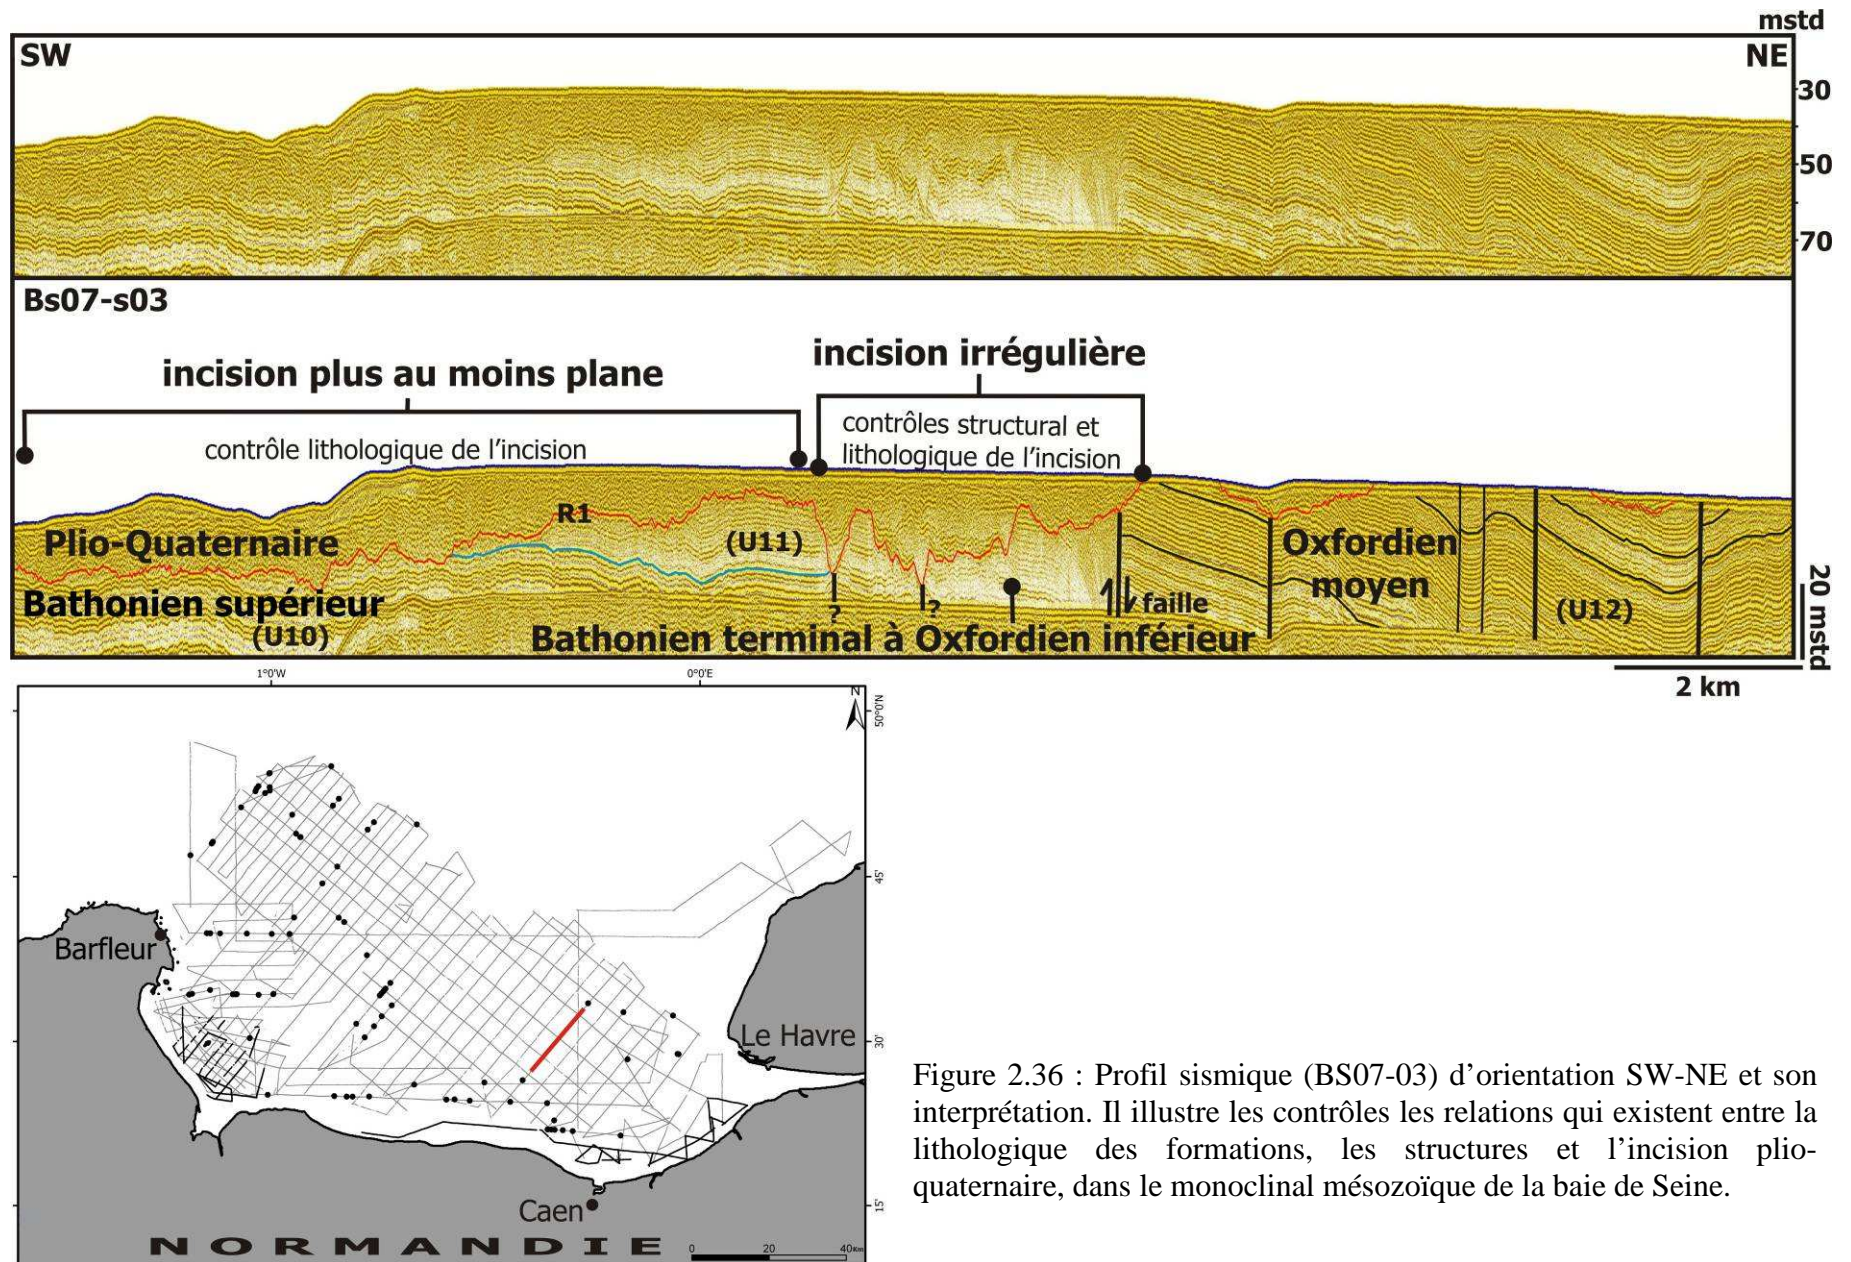 mstd
SW
NE
30
50
70
Bs07-s03
incision plus au moins plane
incision irrégulière
contrôle lithologique de l'incision
contrôles structural et
lithologique de l'incision
R1
Plio-Quaternaire
(U11)
Oxfordien
moyen
Bathonien supérieur
(U10)
?
?
faille
(U12)
Bathonien terminal à Oxfordien inférieur
20 mstd
2 km
1°0'W
0°0'E
N
50°0'N
45'
Barfleur
Le Havre
30'
Caen
15'
NORMANDIE
0 20 40Km
Figure 2.36 : Profil sismique (BS07-03) d'orientation SW-NE et son
interprétation. Il illustre les contrôles les relations qui existent entre la
lithologique des formations, les structures et l'incision plio-
quaternaire, dans le monoclinal mésozoïque de la baie de Seine.